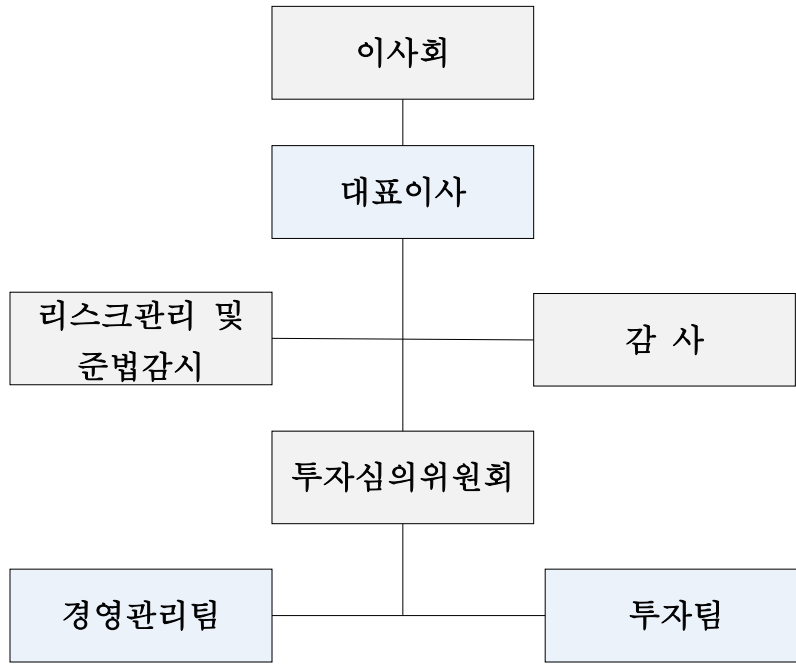 이사회
대표이사
리스크관리 및
준법감시
감 사
투자심의위원회
경영관리팀
투자팀